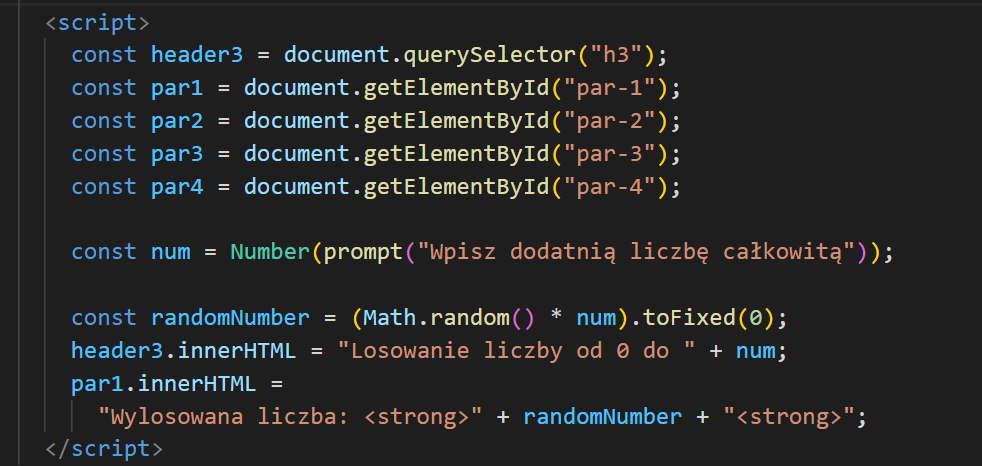 <script>
const header3 = document.querySelector("h3");
const par1 = document.getElementById("par-1");
const par2 = document.getElementById("par-2");
const par3 = document.getElementById("par-3");
const par4 = document.getElementById("par-4");
const num = Number(prompt("Wpisz dodatnią liczbę całkowitą"));
const randomNumber = (Math.random() * num).toFixed(0);
header3.innerHTML = "Losowanie liczby od 0 do " + num;
par1.innerHTML =
"Wylosowana liczba: <strong>" + randomNumber + "<strong>";
</script>